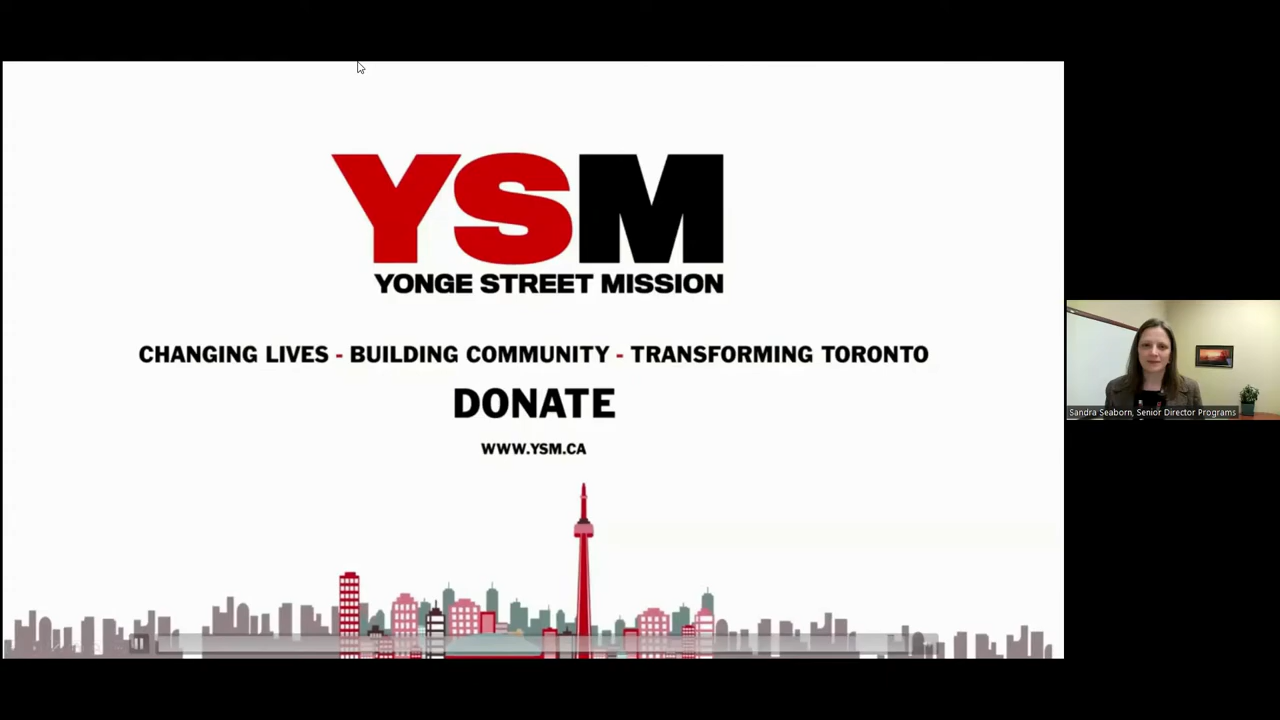 YSM
YONGE STREET MISSION
CHANGING LIVES - BUILDING COMMUNITY - TRANSFORMING TORONTO
DONATE
WWW.YSM.CA
Sandra Seaborn, Senior Director Programs